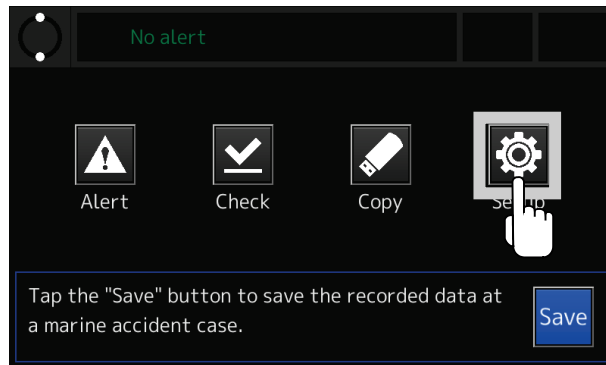 No alert
Alert Check Copy Setup
Tap the "Save" button to save the recorded data at
a marine accident case.
Save